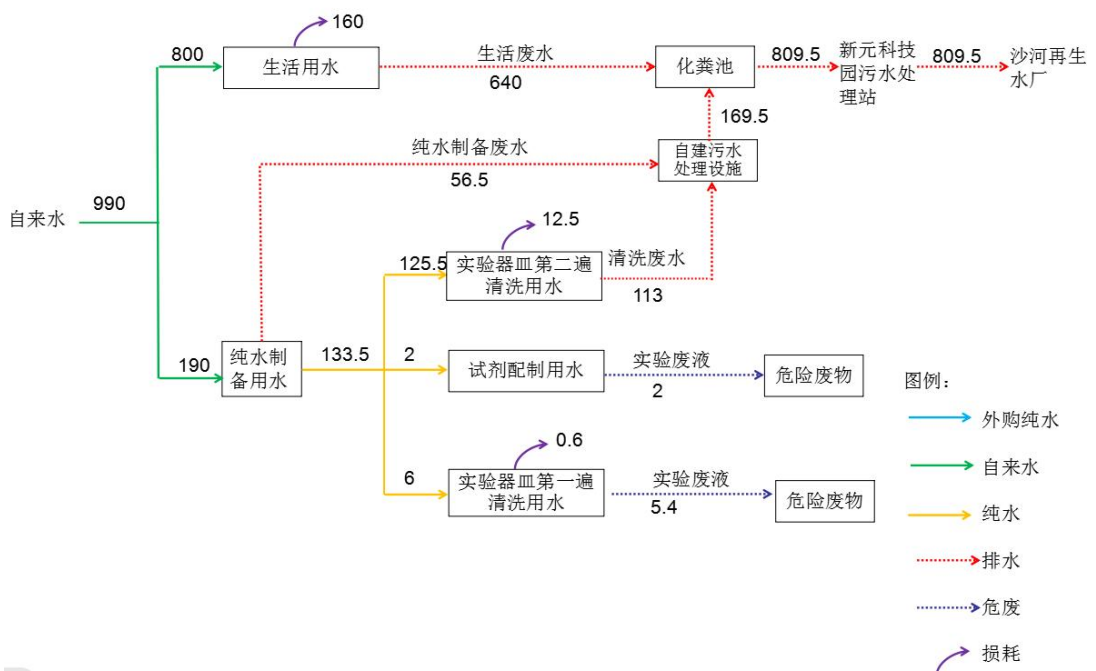 160
800
生活用水
生活废水
640
化粪池
809.5
新元科技
园污水处
理站
809.5
沙河再生
水厂
169.5
纯水制备废水
56.5
自建污水
处理设施
自来水
990
12.5
125.5
实验器皿第二遍
清洗用水
清洗废水
113
190
纯水制
备用水
133.5
2
试剂配制用水
实验废液
2
危险废物
0.6
6
实验器皿第一遍
清洗用水
实验废液
5.4
危险废物
图例：
外购纯水
自来水
纯水
排水
危废
损耗